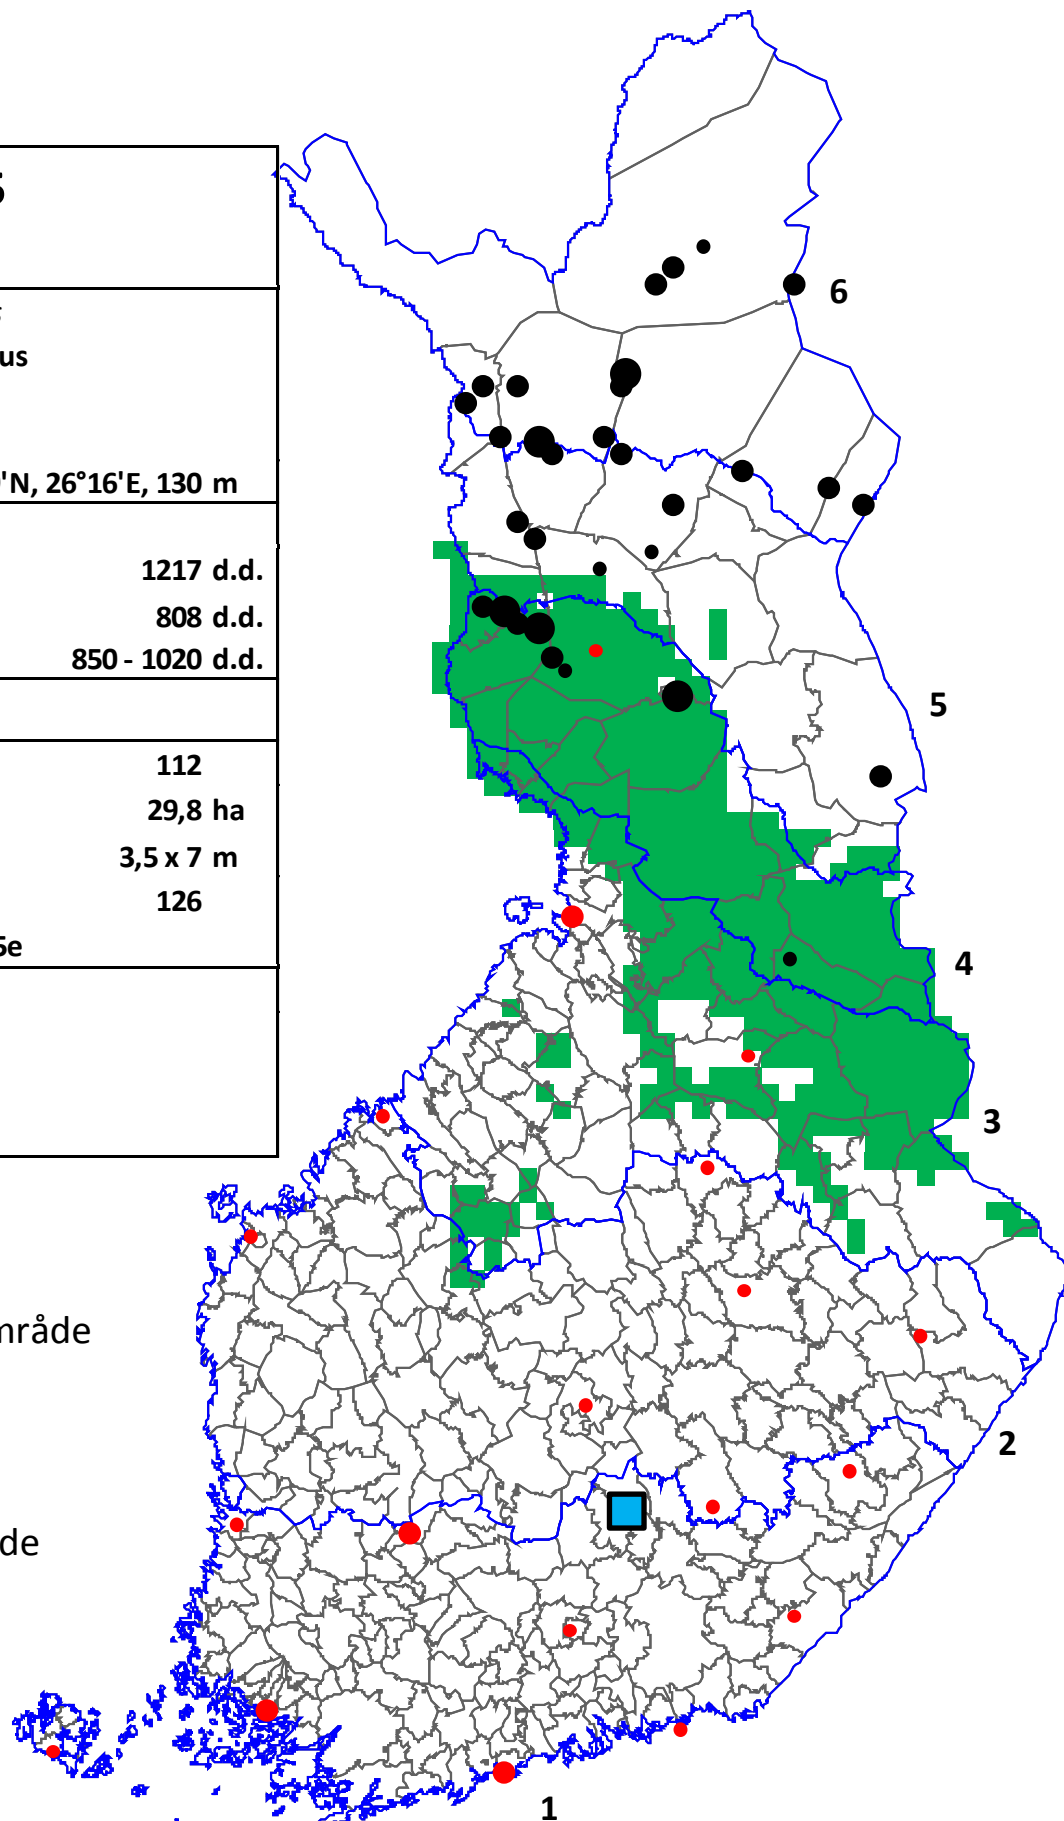 us
'N, 26°16'E, 130 m
1217 d.d.
808 d.d.
850 - 1020 d.d.
112
29,8 ha
3,5 x 7 m
126
5e
område
de
6
5
4
3
2
1